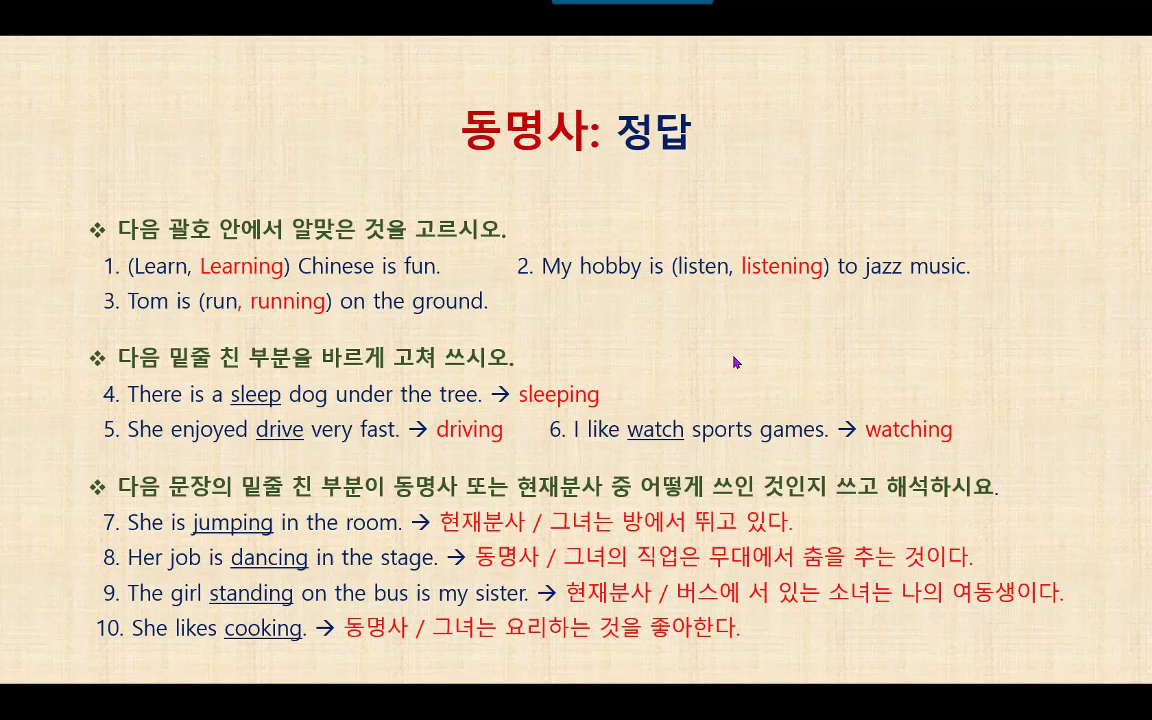 동명사: 정답
❖ 다음 괄호 안에서 알맞은 것을 고르시오.
1. (Learn, Learning) Chinese is fun. 2. My hobby is (listen, listening) to jazz music.
3. Tom is (run, running) on the ground.
❖ 다음 밑줄 친 부분을 바르게 고쳐 쓰시오.
4. There is a sleep dog under the tree. → sleeping
5. She enjoyed drive very fast. → driving 6. I like watch sports games. → watching
❖ 다음 문장의 밑줄 친 부분이 동명사 또는 현재분사 중 어떻게 쓰인 것인지 쓰고 해석하시요.
7. She is jumping in the room. → 현재분사 / 그녀는 방에서 뛰고 있다.
8. Her job is dancing in the stage. → 동명사 / 그녀의 직업은 무대에서 춤을 추는 것이다.
9. The girl standing on the bus is my sister. → 현재분사 / 버스에 서 있는 소녀는 나의 여동생이다.
10. She likes cooking. → 동명사 / 그녀는 요리하는 것을 좋아한다.